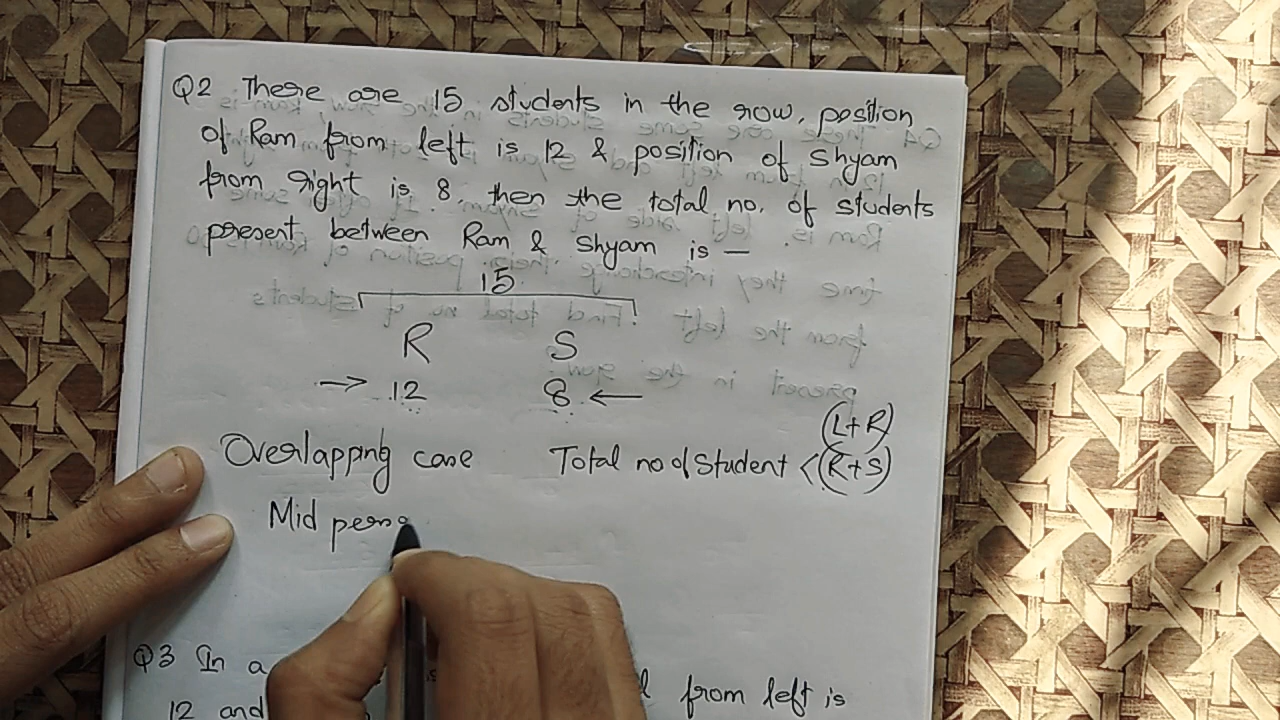 Q2 There are 15 students in the row, position
of Ram from left is 12 & position of Shyam
from right is 8, then the total no. of students
present between Ram & Shyam is —
15
R S
→ 12 8 ←
(L+R)
Overlapping case Total no of Student < (R+S)
Mid perso
Q3 In a
from left is
12 and